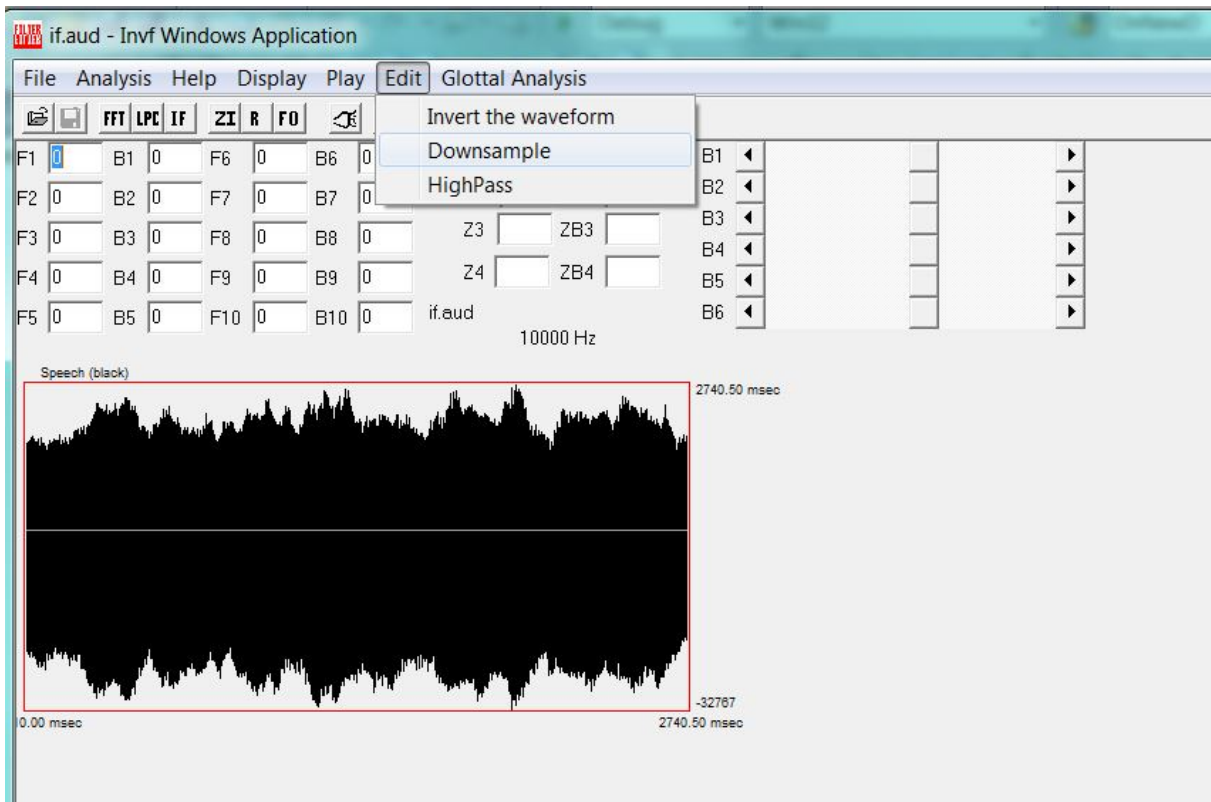 FILTER
LIFTER
if.aud - Invf Windows Application
Debug Win32
File Analysis Help Display Play Edit Glottal Analysis
FFT LPC IF ZI R F0
Invert the waveform
Downsample
HighPass
F1 0 B1 0 F6 0 B6 0 B1
F2 0 B2 0 F7 0 B7 0 B2
F3 0 B3 0 F8 0 B8 0 Z3 ZB3 B3
F4 0 B4 0 F9 0 B9 0 Z4 ZB4 B4
F5 0 B5 0 F10 0 B10 0 if.aud B5
10000 Hz B6
Speech (black)
2740.50 msec
-32767
0.00 msec 2740.50 msec